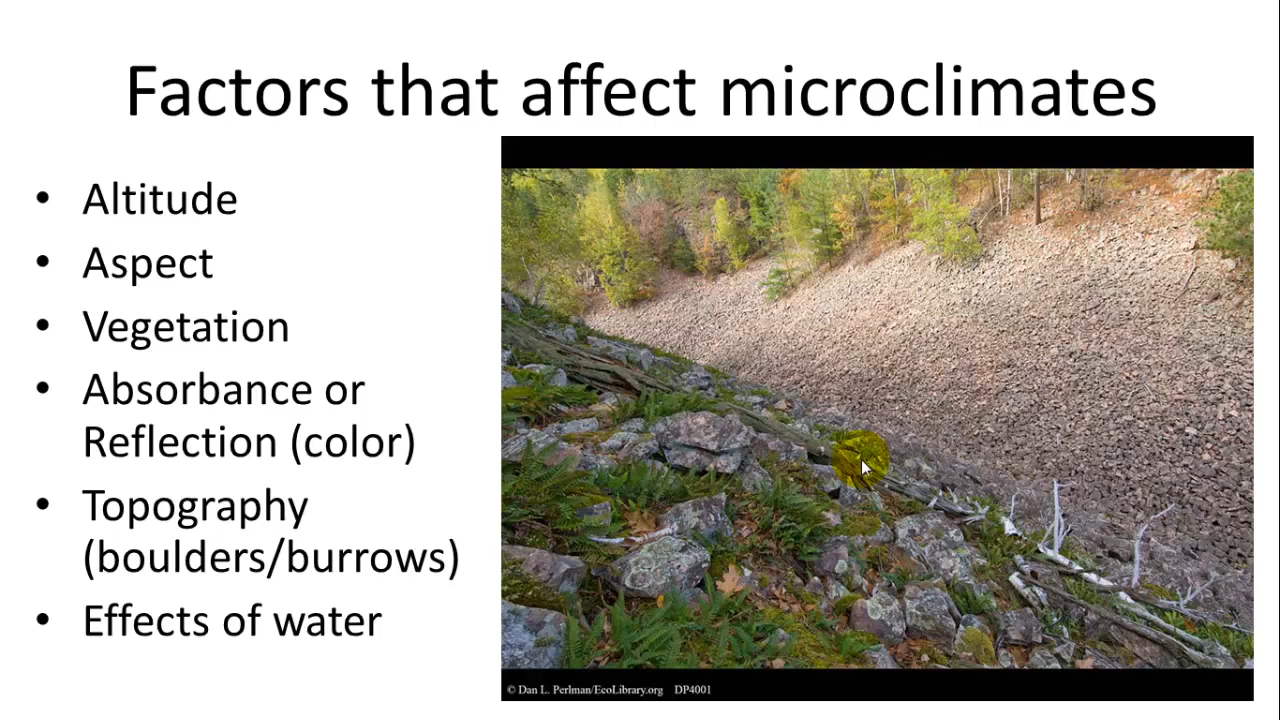 Factors that affect microclimates
• Altitude
• Aspect
• Vegetation
• Absorbance or
Reflection (color)
• Topography
(boulders/burrows)
• Effects of water
© Dan L. Perlman/EcoLibrary.org DP4001